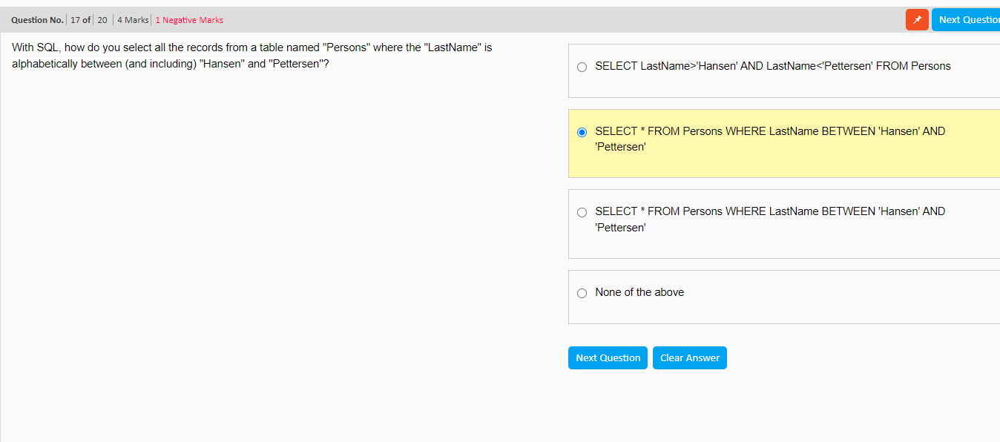 Question No. 17 of 20 4 Marks 1 Negative Marks
Next Question
With SQL, how do you select all the records from a table named "Persons" where the "LastName" is
alphabetically between (and including) "Hansen" and "Pettersen"?
SELECT LastName>'Hansen' AND LastName<'Pettersen' FROM Persons
SELECT * FROM Persons WHERE LastName BETWEEN 'Hansen' AND
'Pettersen'
SELECT * FROM Persons WHERE LastName BETWEEN 'Hansen' AND
'Pettersen'
None of the above
Next Question Clear Answer